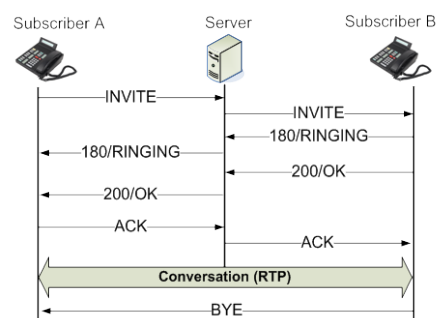 Subscriber A
Server
Subscriber B
INVITE
INVITE
180/RINGING
180/RINGING
200/OK
200/OK
ACK
ACK
Conversation (RTP)
BYE